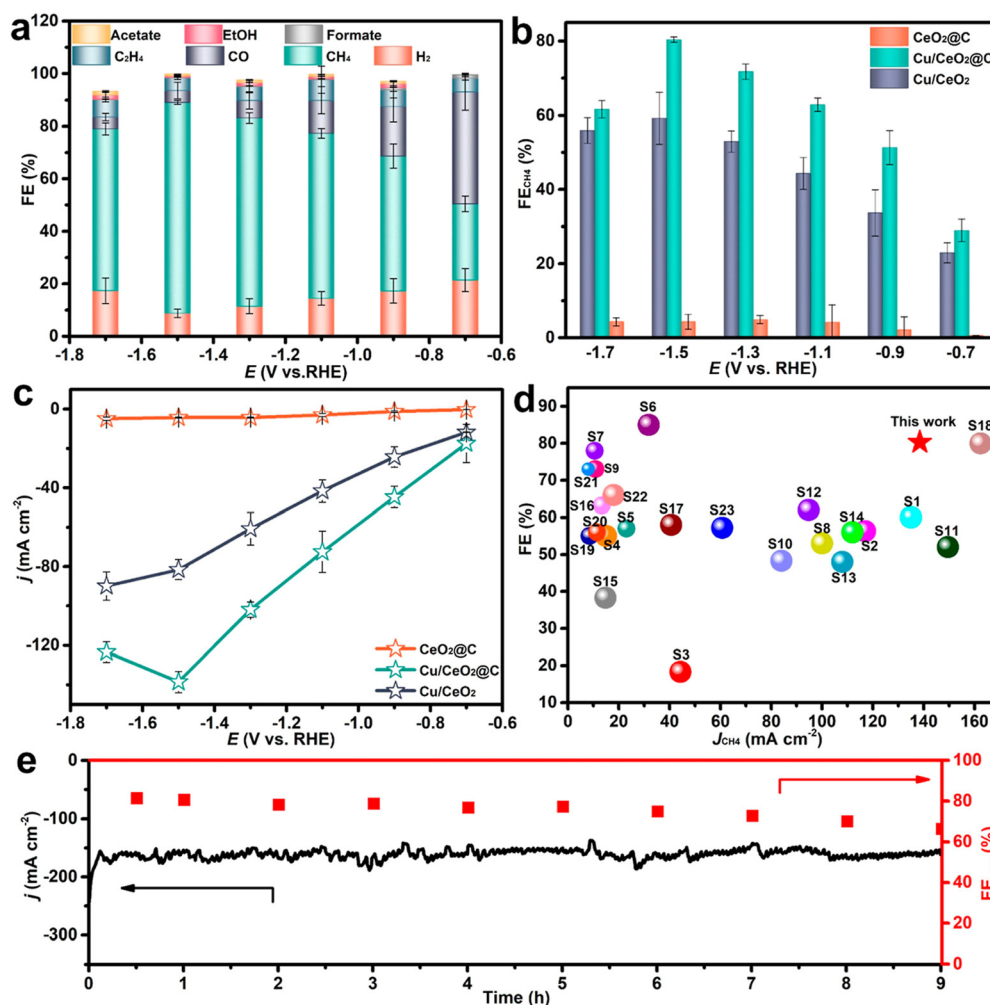 a
Acetate EtOH Formate
C₂H₄ CO CH₄ H₂
FE (%)
120
100
80
60
40
20
0
-1.8 -1.6 -1.4 -1.2 -1.0 -0.8 -0.6
E (V vs.RHE)
b
CeO₂@C
Cu/CeO₂@C
Cu/CeO₂
FE_CH4 (%)
80
60
40
20
0
-1.7 -1.5 -1.3 -1.1 -0.9 -0.7
E (V vs. RHE)
c
j (mA cm⁻²)
0
-40
-80
-120
CeO₂@C
Cu/CeO₂@C
Cu/CeO₂
-1.8 -1.6 -1.4 -1.2 -1.0 -0.8 -0.6
E (V vs. RHE)
d
FE (%)
90
80
70
60
50
40
30
20
10
S6
This work
S18
S7
S9
S21
S22
S16
S17
S12
S1
S20
S5
S23
S14
S19
S4
S8
S2
S11
S10
S13
S15
S3
0 20 40 60 80 100 120 140 160
J_CH4 (mA cm⁻²)
e
j (mA cm⁻²)
0
-100
-200
-300
100
80
60
40
20
0
(%)
0 1 2 3 4 5 6 7 8 9
Time (h)